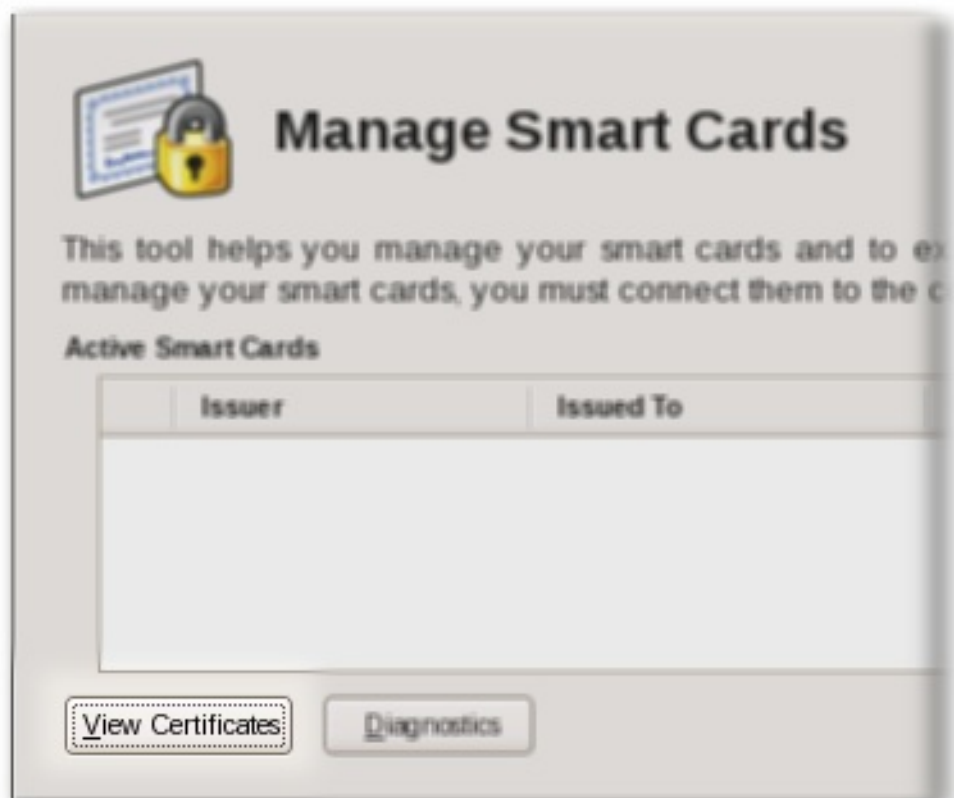 Manage Smart Cards
This tool helps you manage your smart cards and to
manage your smart cards, you must connect them to the
Active Smart Cards
Issuer Issued To
View Certificates Diagnostics